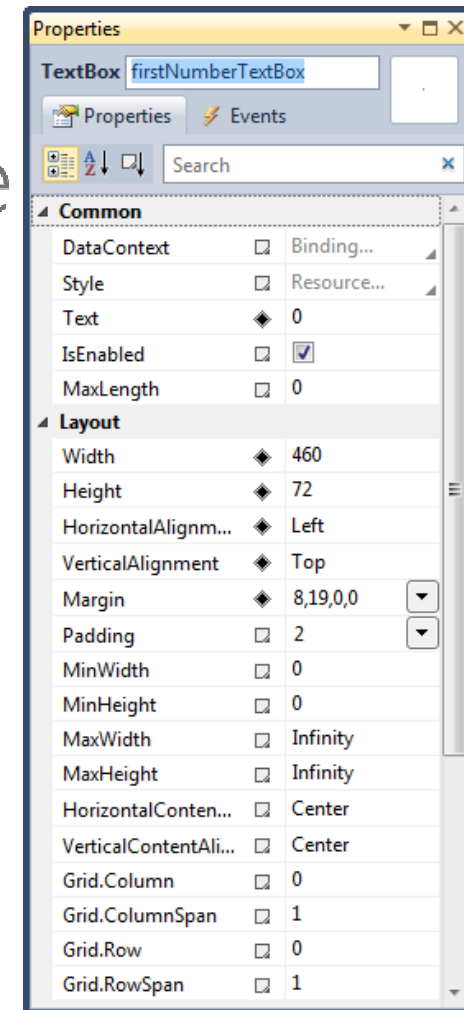 Properties
TextBox firstNumberTextBox
Properties Events
Search
Common
DataContext Binding...
Style Resource...
Text 0
IsEnabled
MaxLength 0
Layout
Width 460
Height 72
HorizontalAlignm... Left
VerticalAlignment Top
Margin 8,19,0,0
Padding 2
MinWidth 0
MinHeight 0
MaxWidth Infinity
MaxHeight Infinity
HorizontalConten... Center
VerticalContentAli... Center
Grid.Column 0
Grid.ColumnSpan 1
Grid.Row 0
Grid.RowSpan 1